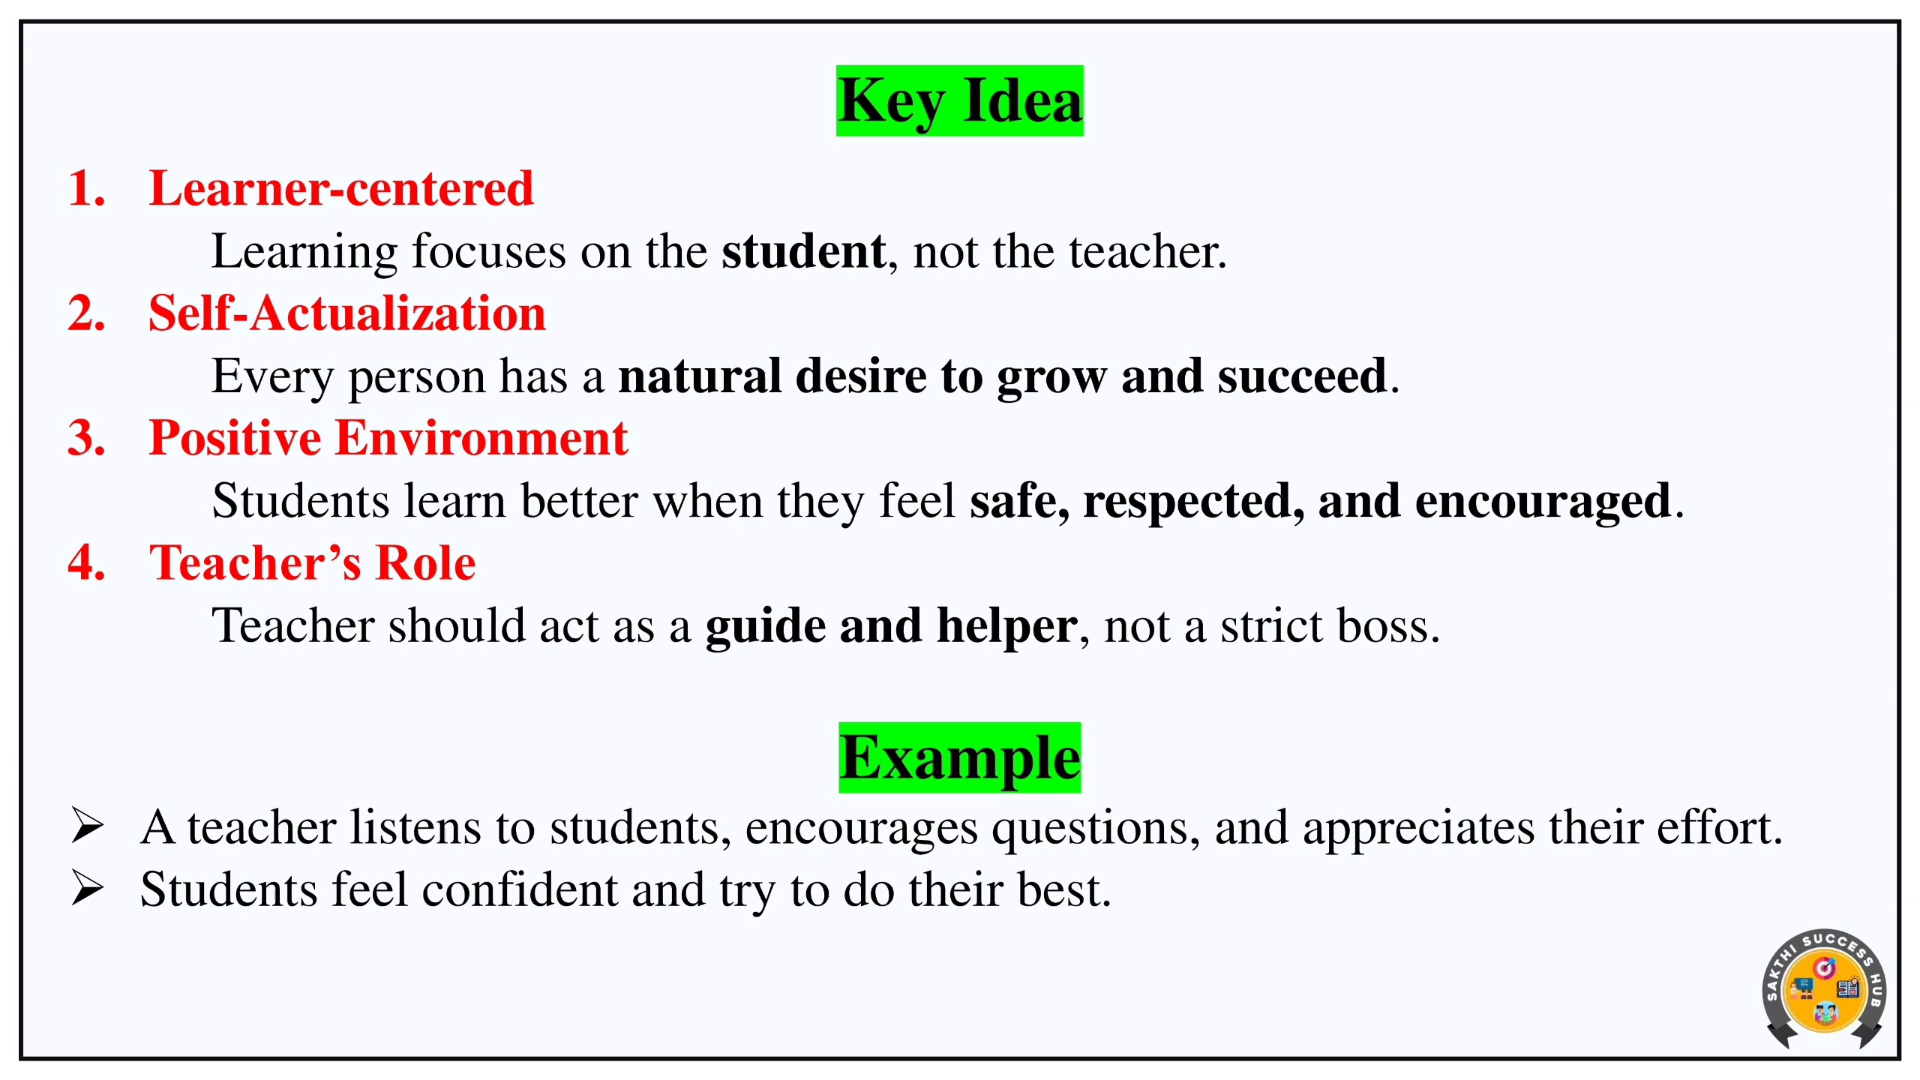 Key Idea
1. Learner-centered
Learning focuses on the student, not the teacher.
2. Self-Actualization
Every person has a natural desire to grow and succeed.
3. Positive Environment
Students learn better when they feel safe, respected, and encouraged.
4. Teacher’s Role
Teacher should act as a guide and helper, not a strict boss.
Example
➢ A teacher listens to students, encourages questions, and appreciates their effort.
➢ Students feel confident and try to do their best.
SAKTHI SUCCESS HUB